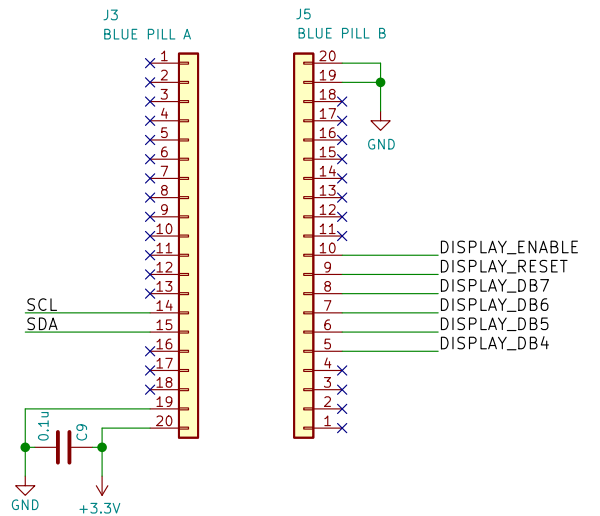 J3
BLUE PILL A
1
2
3
4
5
6
7
8
9
10
11
12
13
SCL 14
SDA 15
16
17
18
19
20
0.1u
C9
GND
+3.3V
J5
BLUE PILL B
20
19
GND
18
17
16
15
14
13
12
11
10 DISPLAY_ENABLE
9 DISPLAY_RESET
8 DISPLAY_DB7
7 DISPLAY_DB6
6 DISPLAY_DB5
5 DISPLAY_DB4
4
3
2
1